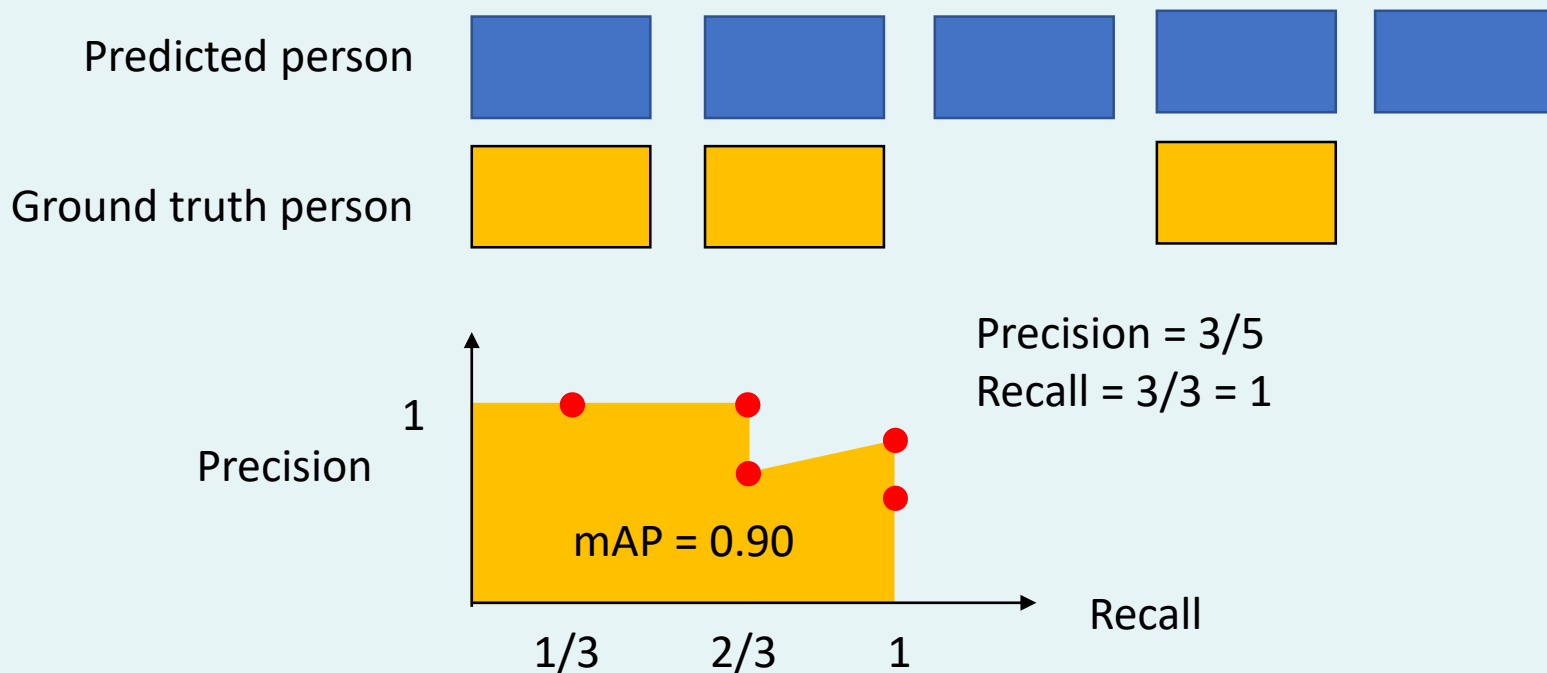 Predicted person
Ground truth person
Precision = 3/5
Recall = 3/3 = 1
1
Precision
mAP = 0.90
Recall
1/3
2/3
1